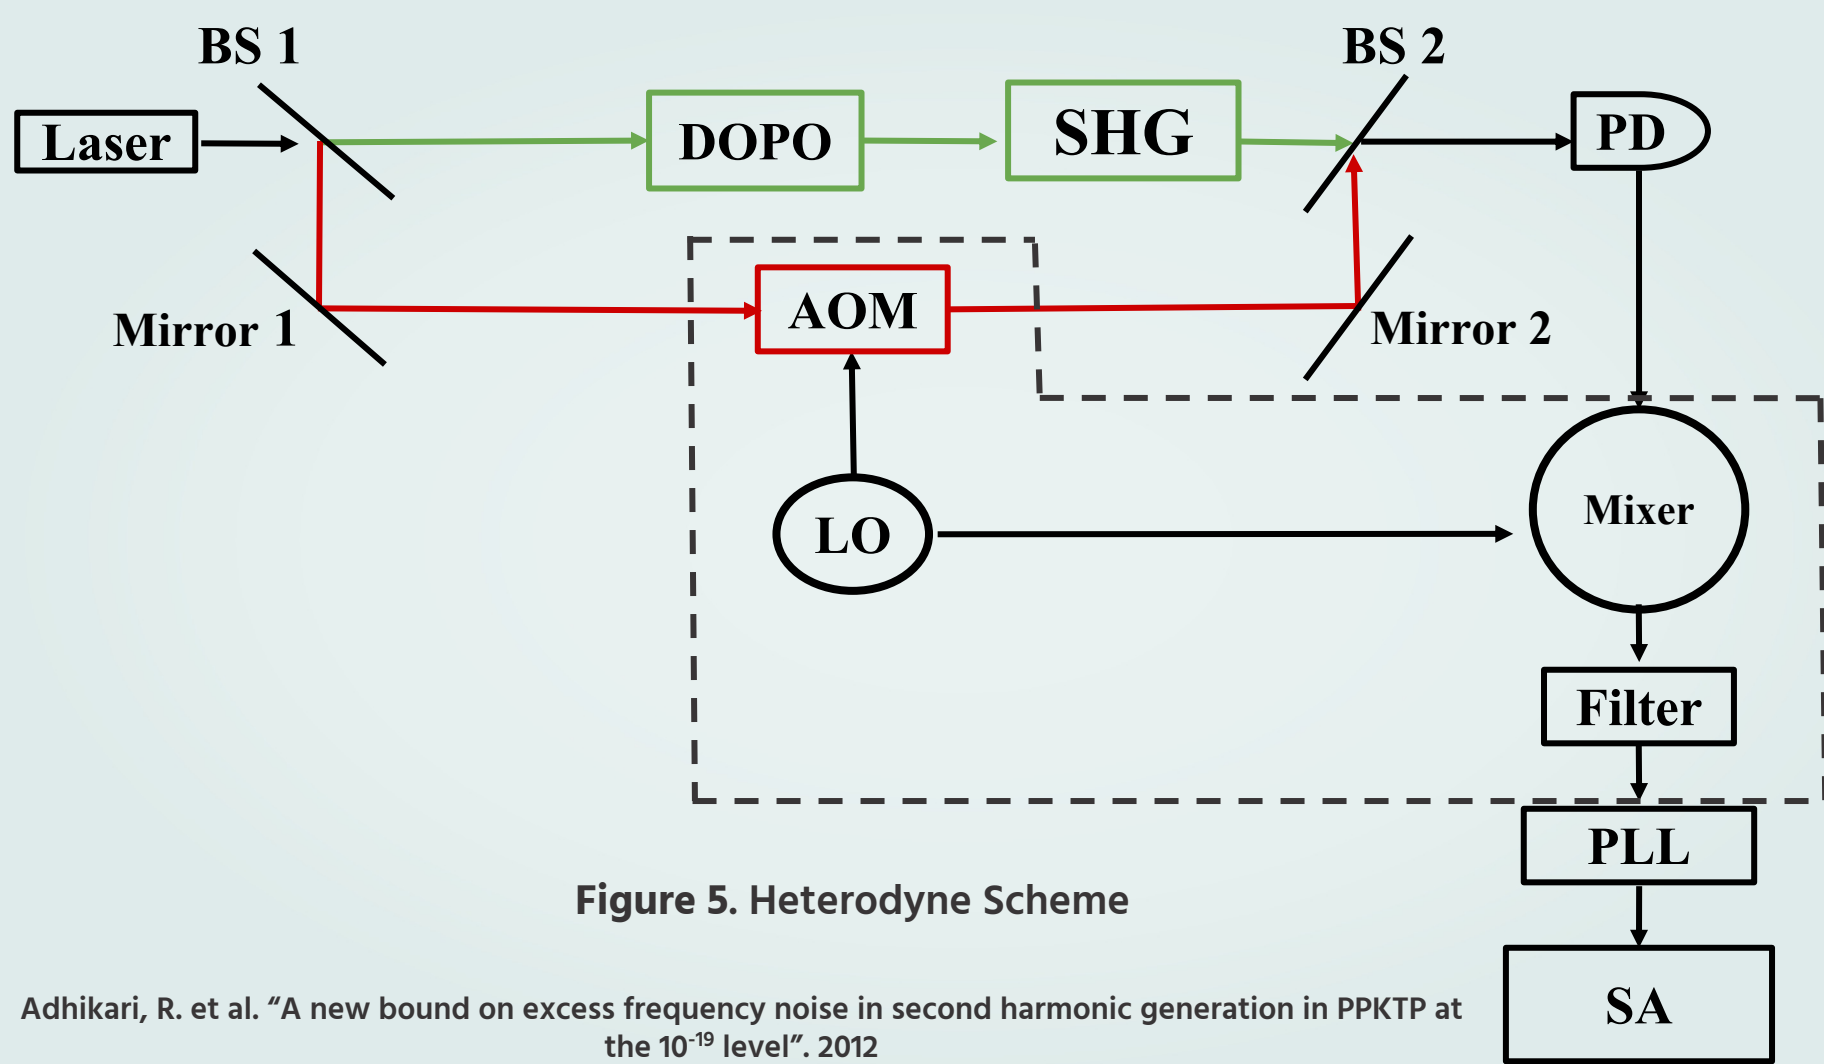 BS 1
BS 2
Laser
DOPO
SHG
PD
AOM
Mirror 1
Mirror 2
LO
Mixer
Filter
PLL
SA
Figure 5. Heterodyne Scheme
Adhikari, R. et al. “A new bound on excess frequency noise in second harmonic generation in PPKTP at
the 10⁻¹⁹ level”. 2012